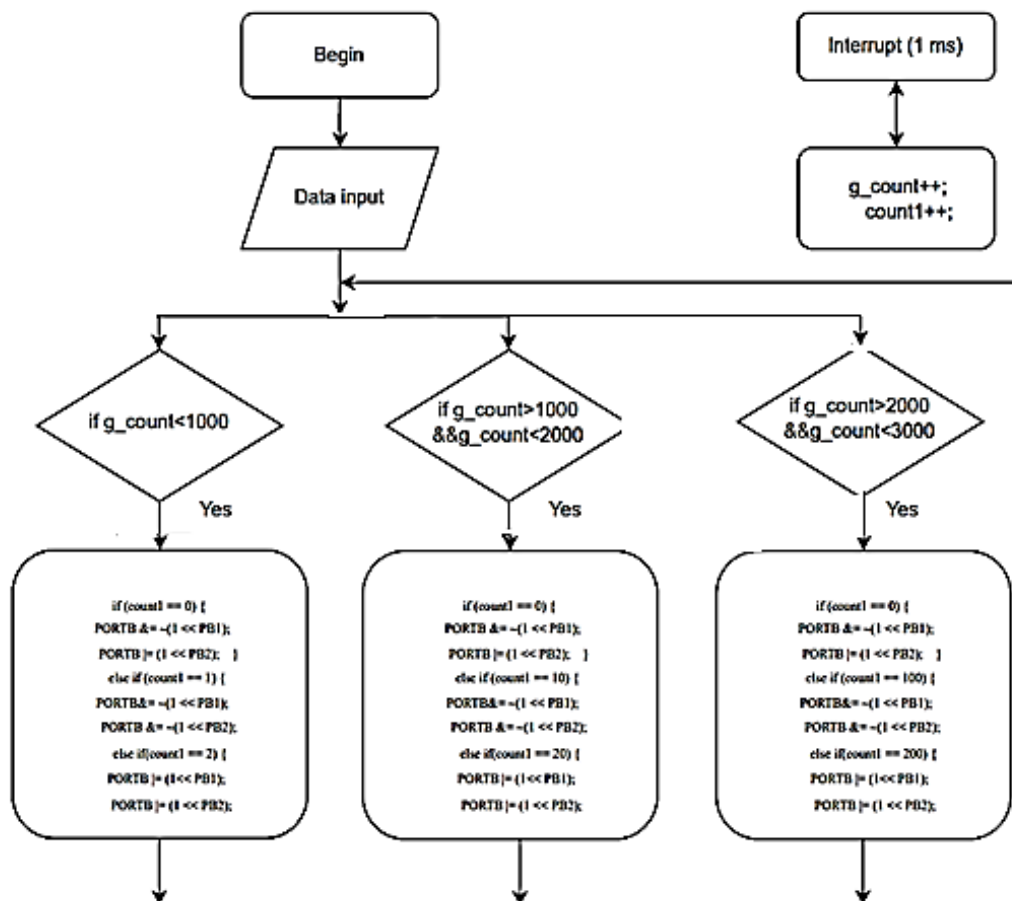 Begin
Interrupt (1 ms)
Data input
g_count++;
count1++;
if g_count<1000
if g_count>1000
&&g_count<2000
if g_count>2000
&&g_count<3000
Yes
Yes
Yes
if (count1 == 0) {
PORTB &= ~(1 << PB1);
PORTB |= (1 << PB2); }
else if (count1 == 1) {
PORTB&= ~(1 << PB1);
PORTB &= ~(1 << PB2);
else if(count1 == 2) {
PORTB |= (1<< PB1);
PORTB |= (1 << PB2);
if (count1 == 0) {
PORTB &= ~(1 << PB1);
PORTB |= (1 << PB2); }
else if (count1 == 10) {
PORTB&= ~(1 << PB1);
PORTB &= ~(1 << PB2);
else if(count1 == 20) {
PORTB |= (1<< PB1);
PORTB |= (1 << PB2);
if (count1 == 0) {
PORTB &= ~(1 << PB1);
PORTB |= (1 << PB2); }
else if (count1 == 100) {
PORTB&= ~(1 << PB1);
PORTB &= ~(1 << PB2);
else if(count1 == 200) {
PORTB |= (1<< PB1);
PORTB |= (1 << PB2);